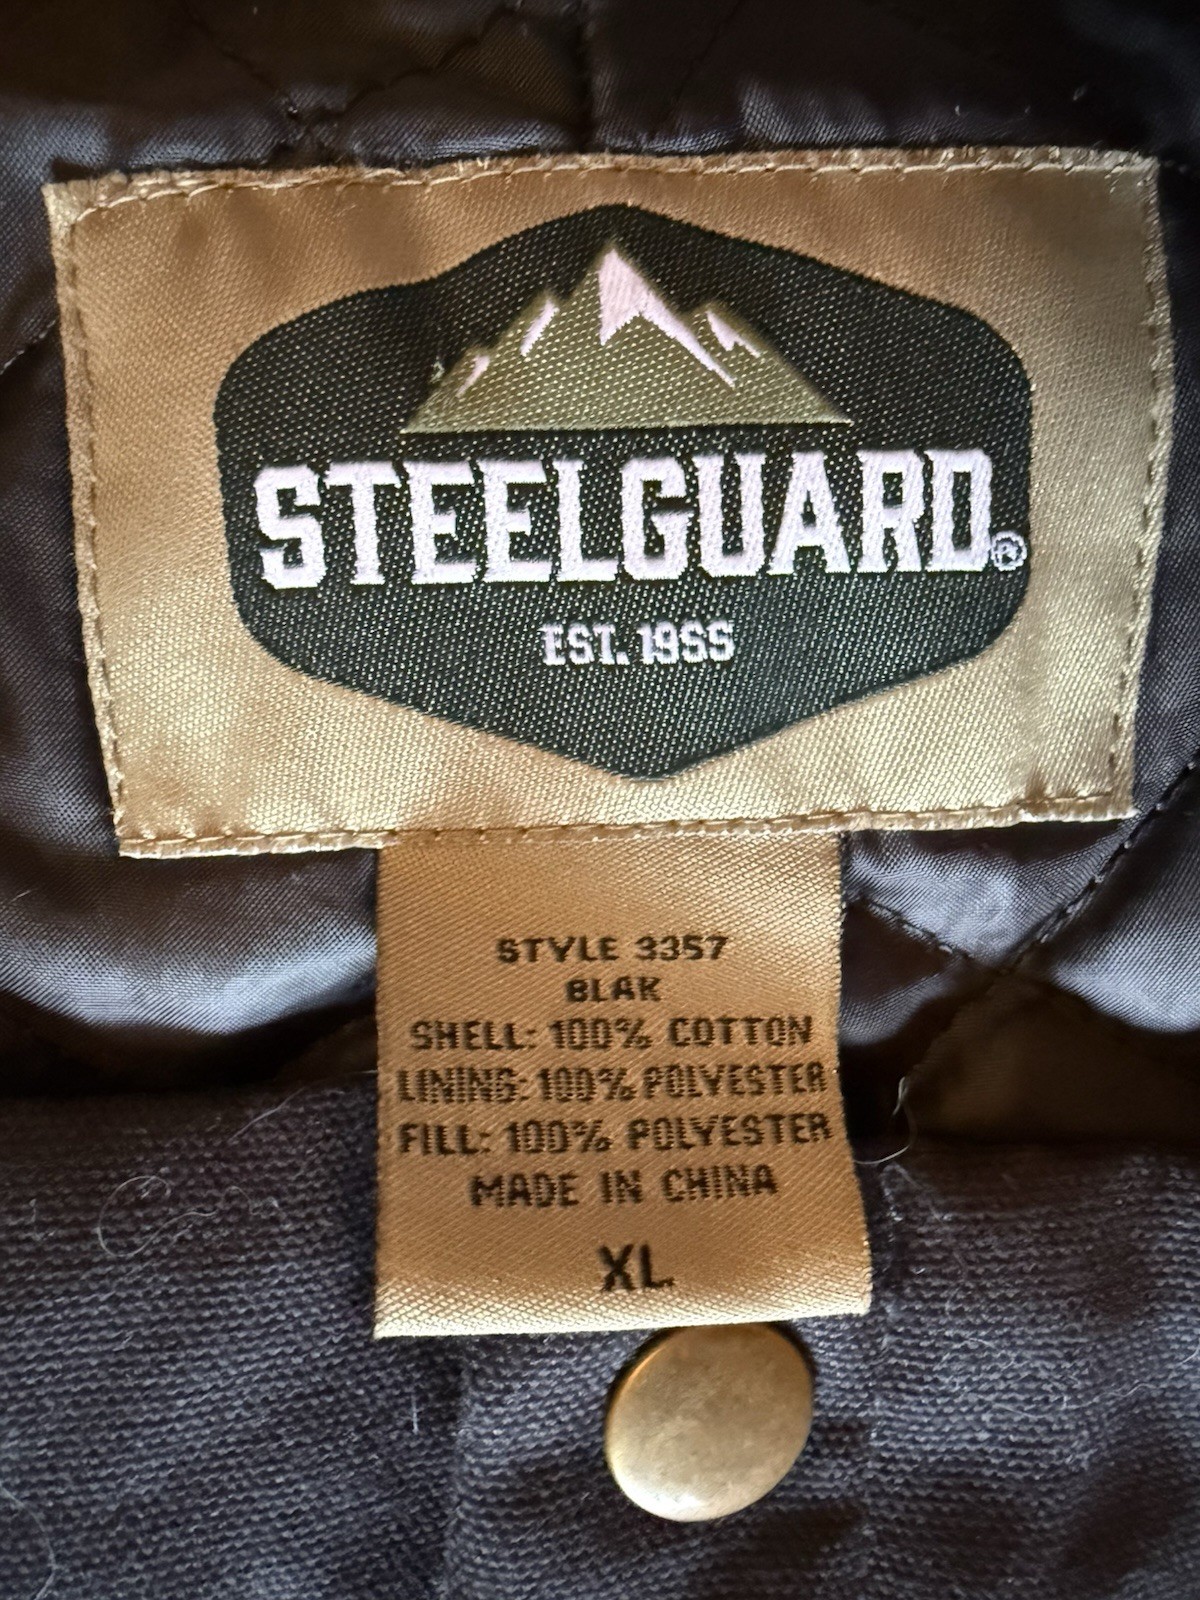 STEELGUARD®
EST. 1955
STYLE 3357
BLAK
SHELL: 100% COTTON
LINING: 100% POLYESTER
FILL: 100% POLYESTER
MADE IN CHINA
XL